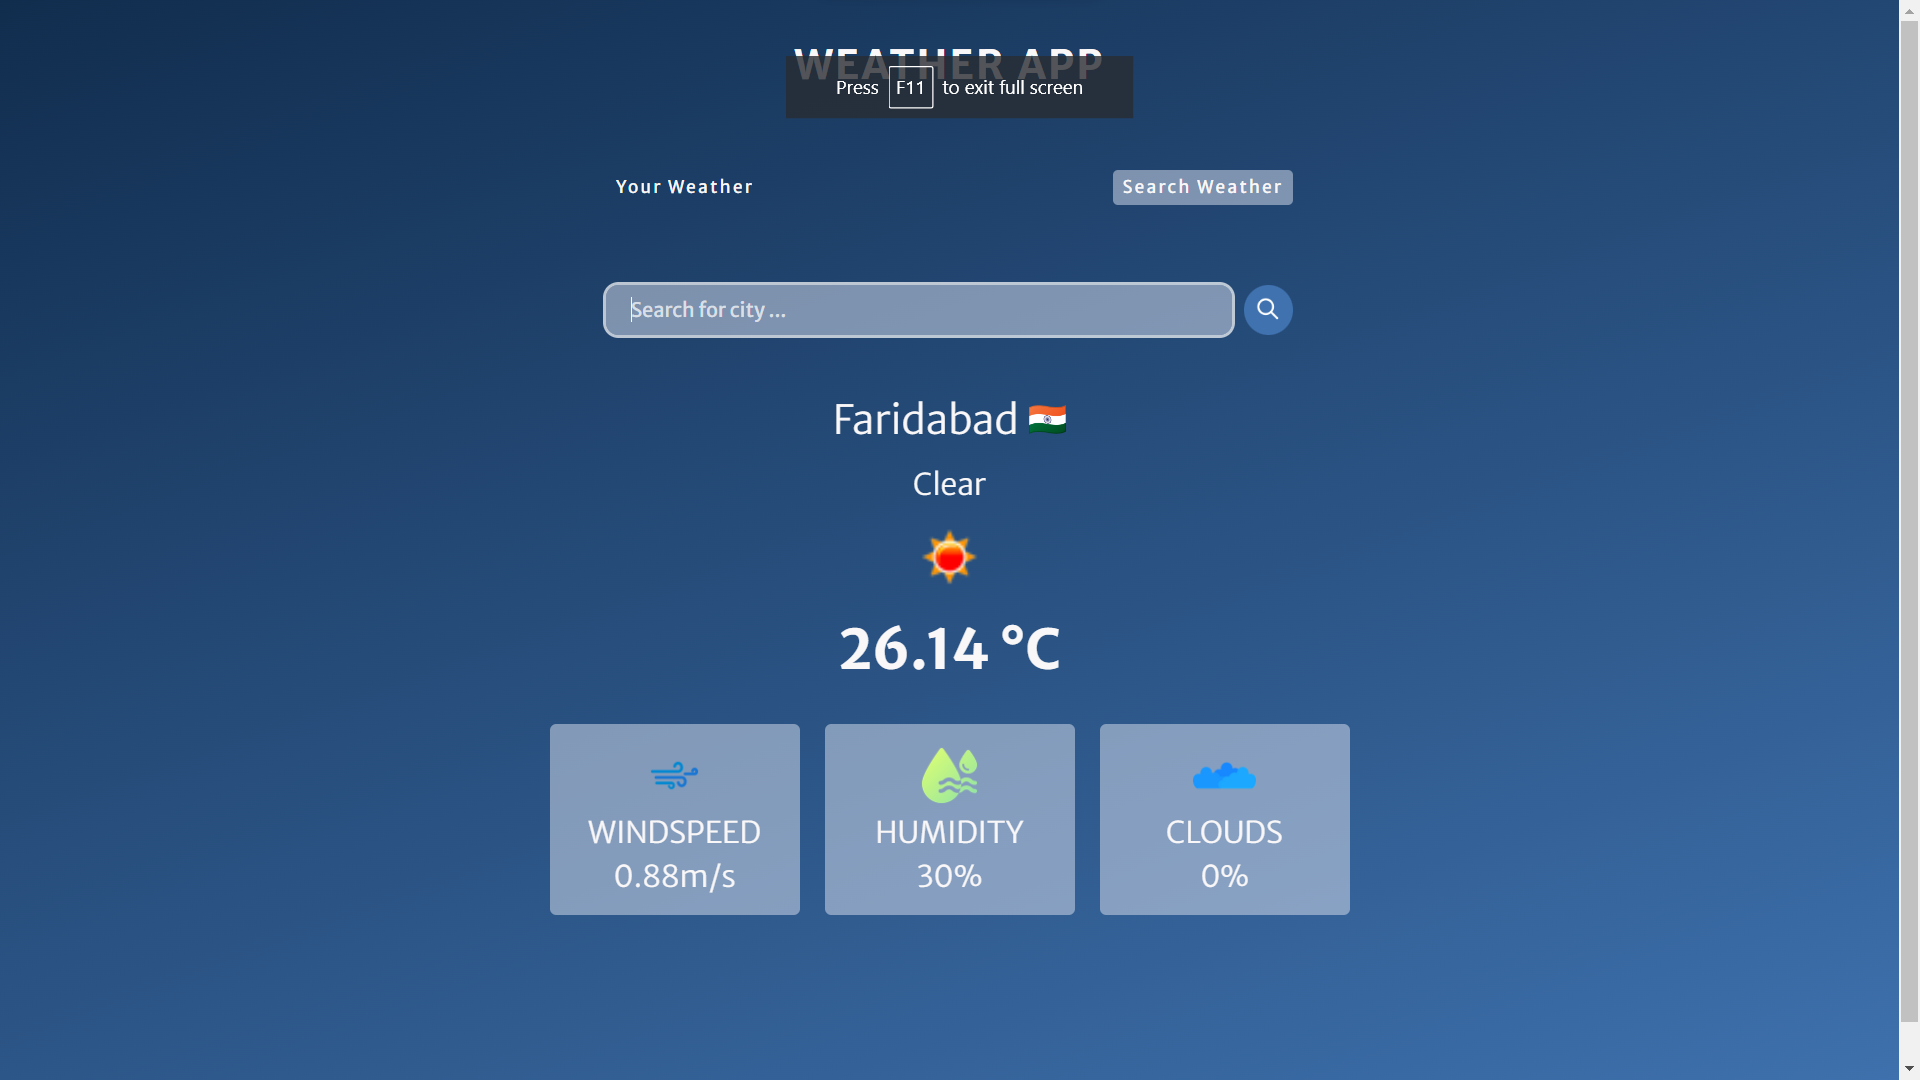 WEATHER APP
Press F11 to exit full screen
Your Weather
Search Weather
Search for city ...
Faridabad
Clear
26.14 °C
WINDSPEED
0.88m/s
HUMIDITY
30%
CLOUDS
0%